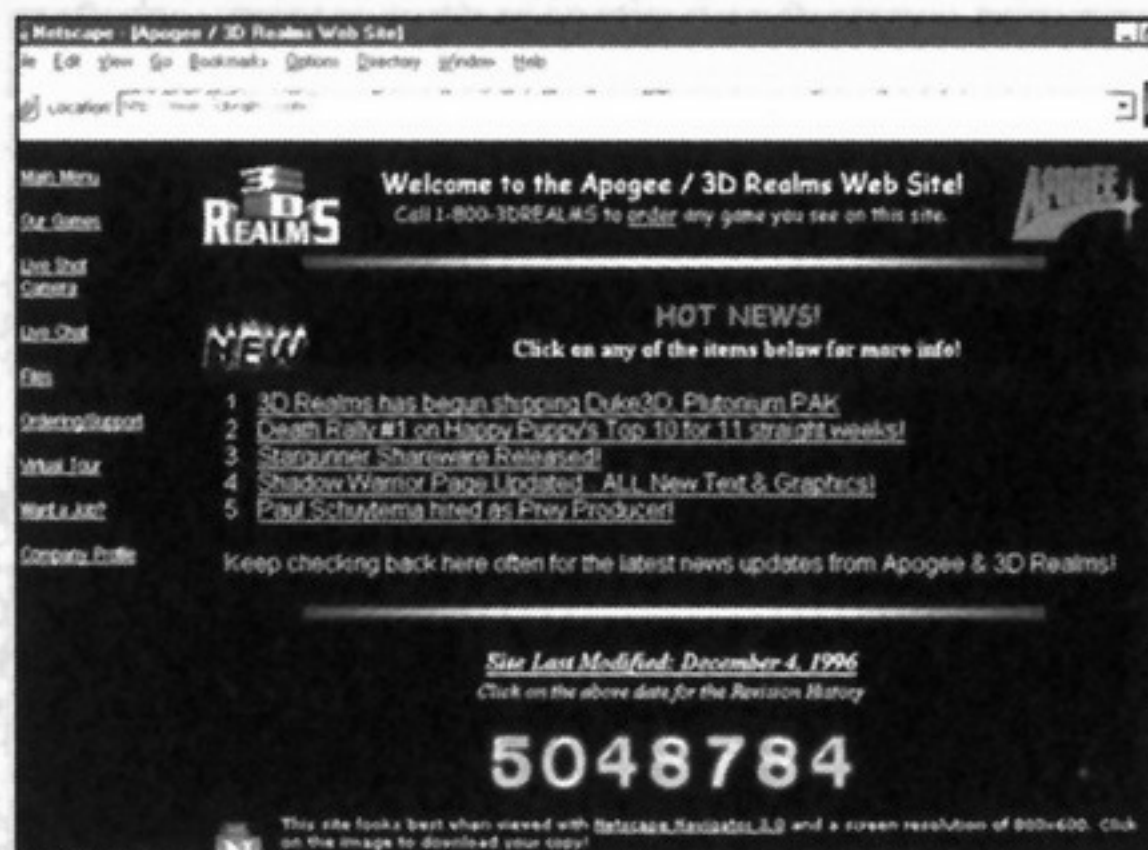 Netscape - [Apogee / 3D Realms Web Site]
Edit View Go Bookmarks Options Directory Window Help
Location
Main Menu
Our Games
Live Shot
Camera
Live Chat
Files
Ordering/Support
Virtual Tour
Want a Job?
Company Profile
3D
REALMS
Welcome to the Apogee / 3D Realms Web Site!
Call 1-800-3DREALMS to order any game you see on this site.
APOGEE
NEW
HOT NEWS!
Click on any of the items below for more info!
1 3D Realms has begun shipping Duke3D, Plutonium PAK
2 Death Rally #1 on Happy Puppy's Top 10 for 11 straight weeks!
3 Stargunner Shareware Released!
4 Shadow Warrior Page Updated...ALL New Text & Graphics!
5 Paul Schuytema hired as Prey Producer!
Keep checking back here often for the latest news updates from Apogee & 3D Realms!
Site Last Modified: December 4, 1996
Click on the above date for the Revision History
5048784
This site looks best when viewed with Netscape Navigator 3.0 and a screen resolution of 800x600. Click
on the image to download your copy!
N